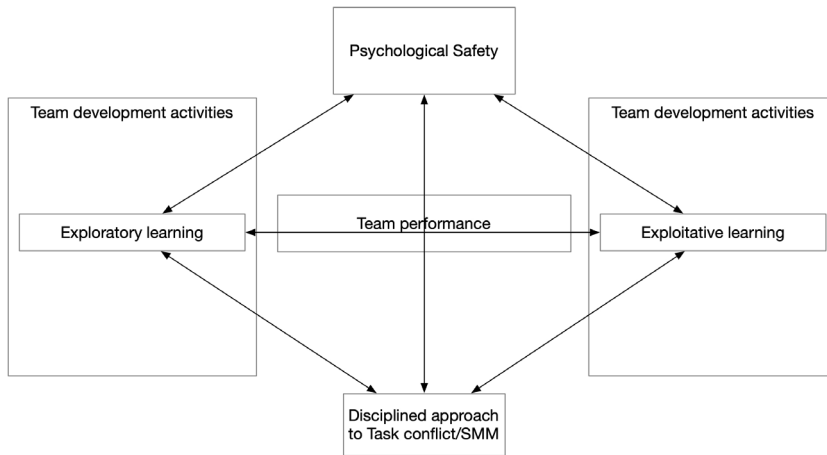 Psychological Safety
Team development activities
Team development activities
Team performance
Exploratory learning
Exploitative learning
Disciplined approach
to Task conflict/SMM